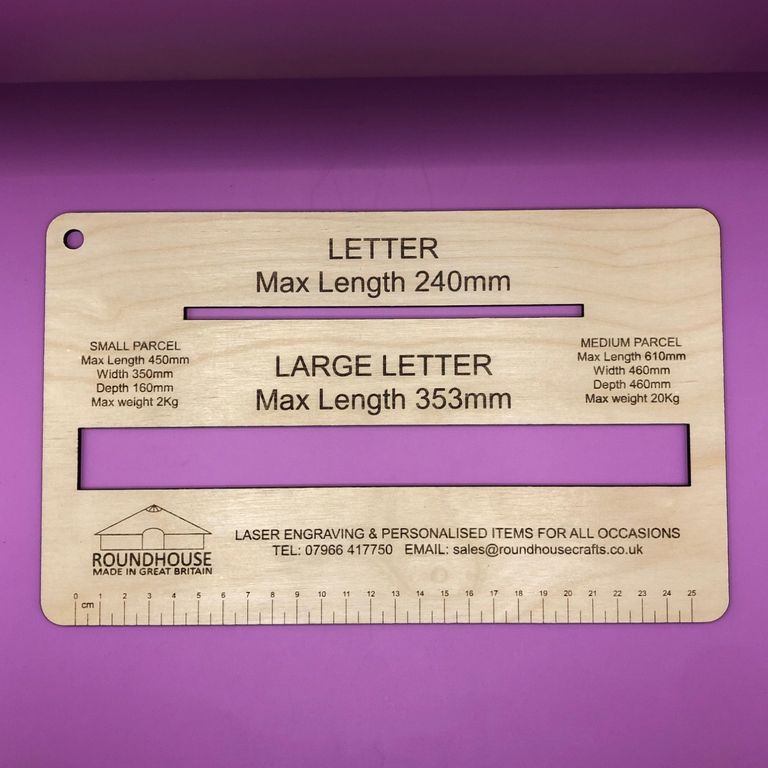 LETTER
Max Length 240mm
SMALL PARCEL
Max Length 450mm
Width 350mm
Depth 160mm
Max weight 2Kg
LARGE LETTER
Max Length 353mm
MEDIUM PARCEL
Max Length 610mm
Width 460mm
Depth 460mm
Max weight 20Kg
ROUNDHOUSE
MADE IN GREAT BRITAIN
LASER ENGRAVING & PERSONALISED ITEMS FOR ALL OCCASIONS
TEL: 07966 417750 EMAIL: sales@roundhousecrafts.co.uk
0 1 2 3 4 5 6 7 8 9 10 11 12 13 14 15 16 17 18 19 20 21 22 23 24 25
cm